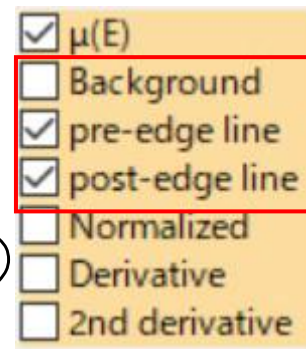 μ(E)
Background
pre-edge line
post-edge line
Normalized
Derivative
2nd derivative